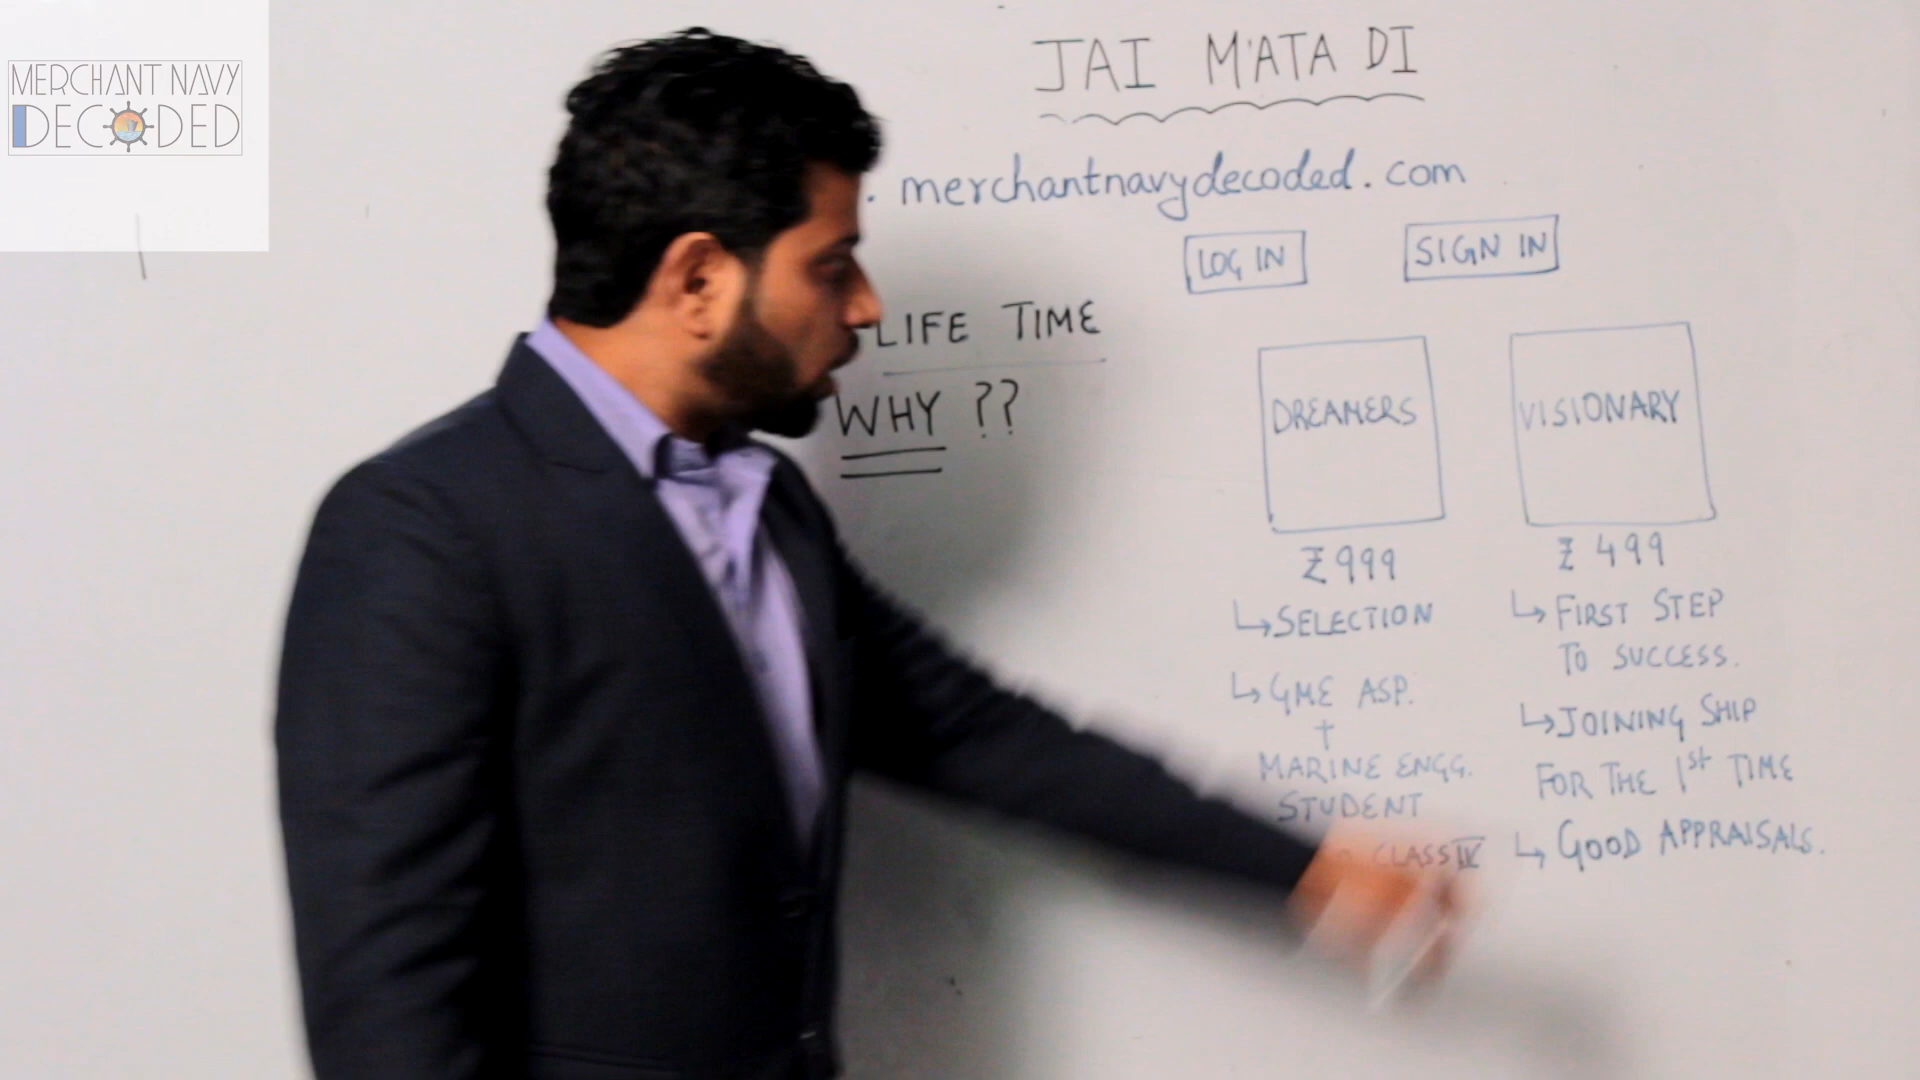 MERCHANT NAVY
DECODED
JAI MATA DI
. merchantnavydecoded.com
LOG IN
SIGN IN
LIFE TIME
WHY ??
DREAMERS
VISIONARY
₹999
₹ 499
↳SELECTION
↳GME ASP.
+
MARINE ENGG.
STUDENT
CLASS IV
↳FIRST STEP
TO SUCCESS.
↳JOINING SHIP
FOR THE 1st TIME
↳GOOD APPRAISALS.